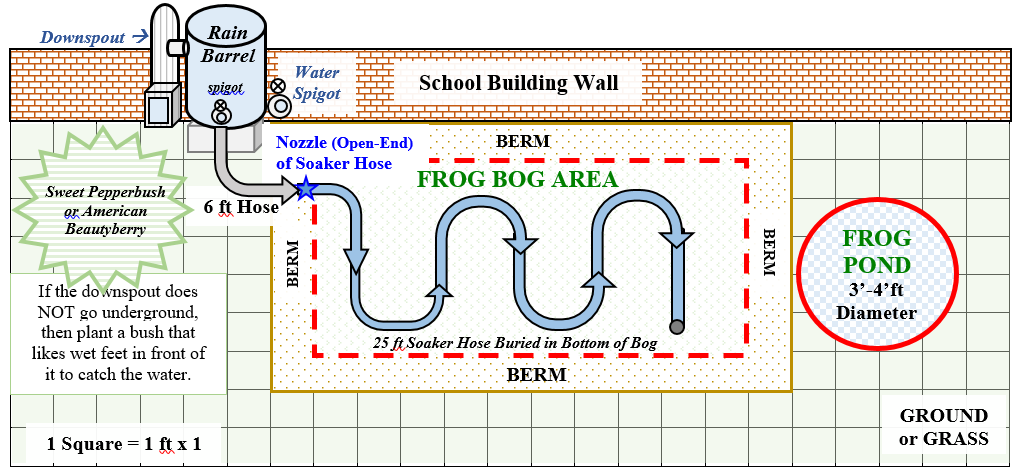 Downspout →
Rain
Barrel
spigot
Water
Spigot
School Building Wall
Nozzle (Open-End)
of Soaker Hose
BERM
FROG BOG AREA
Sweet Pepperbush
or American
Beautyberry
6 ft Hose
BERM
BERM
FROG
POND
3’-4’ft
Diameter
If the downspout does
NOT go underground,
then plant a bush that
likes wet feet in front of
it to catch the water.
25 ft Soaker Hose Buried in Bottom of Bog
BERM
GROUND
or GRASS
1 Square = 1 ft x 1